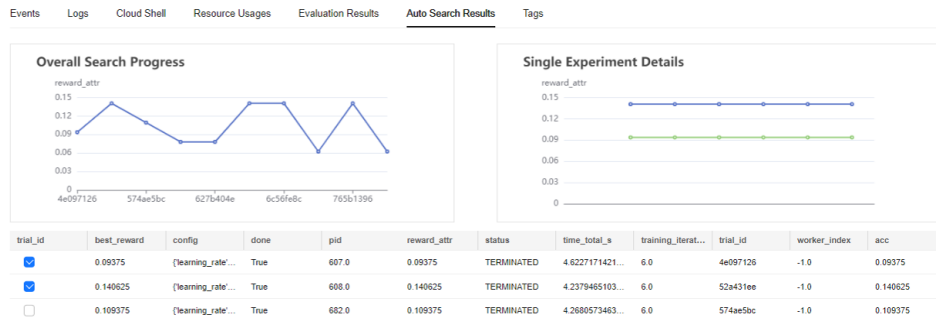 Events Logs Cloud Shell Resource Usages Evaluation Results Auto Search Results Tags
Overall Search Progress
reward_attr
0.15
0.12
0.09
0.06
0.03
0
4e097126 574ae5bc 627b404e 6c56fe8c 765b1396
Single Experiment Details
reward_attr
0.15
0.12
0.09
0.06
0.03
0
trial_id best_reward config done pid reward_attr status time_total_s training_iterat... trial_id worker_index acc
0.09375 {'learning_rate'... True 607.0 0.09375 TERMINATED 4.6227171421... 6.0 4e097126 -1.0 0.09375
0.140625 {'learning_rate'... True 608.0 0.140625 TERMINATED 4.2379465103... 6.0 52a431ee -1.0 0.140625
0.109375 {'learning_rate'... True 682.0 0.109375 TERMINATED 4.2680573463... 6.0 574ae5bc -1.0 0.109375